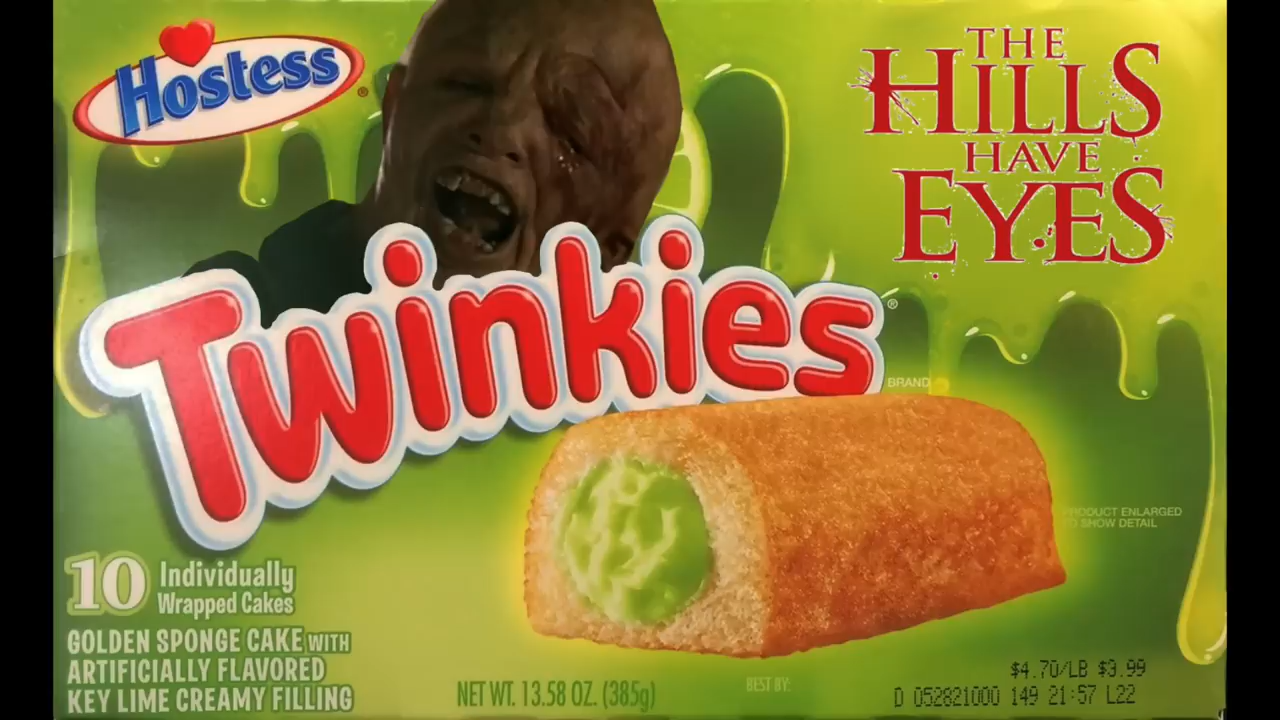 Hostess®
THE
HILLS
HAVE
EYES
Twinkies®
BRAND
PRODUCT ENLARGED
TO SHOW DETAIL
10 Individually
Wrapped Cakes
GOLDEN SPONGE CAKE WITH
ARTIFICIALLY FLAVORED
KEY LIME CREAMY FILLING
NET WT. 13.58 OZ. (385g)
BEST BY:
$4.70/LB $3.99
D 052821000 149 21:57 L22